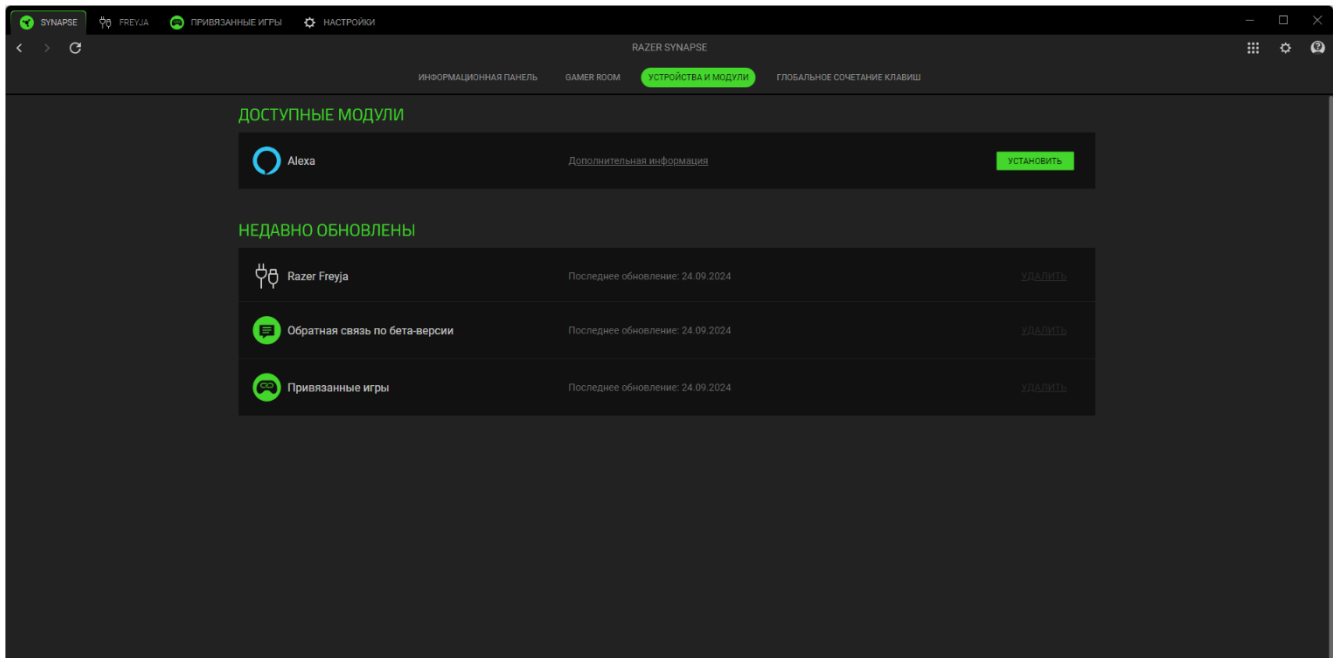 SYNAPSE FREYJA ПРИВЯЗАННЫЕ ИГРЫ НАСТРОЙКИ
RAZER SYNAPSE
ИНФОРМАЦИОННАЯ ПАНЕЛЬ GAMER ROOM УСТРОЙСТВА И МОДУЛИ ГЛОБАЛЬНОЕ СОЧЕТАНИЕ КЛАВИШ
ДОСТУПНЫЕ МОДУЛИ
Alexa Дополнительная информация УСТАНОВИТЬ
НЕДАВНО ОБНОВЛЕНЫ
Razer Freyja Последнее обновление: 24.09.2024 УДАЛИТЬ
Обратная связь по бета-версии Последнее обновление: 24.09.2024 УДАЛИТЬ
Привязанные игры Последнее обновление: 24.09.2024 УДАЛИТЬ